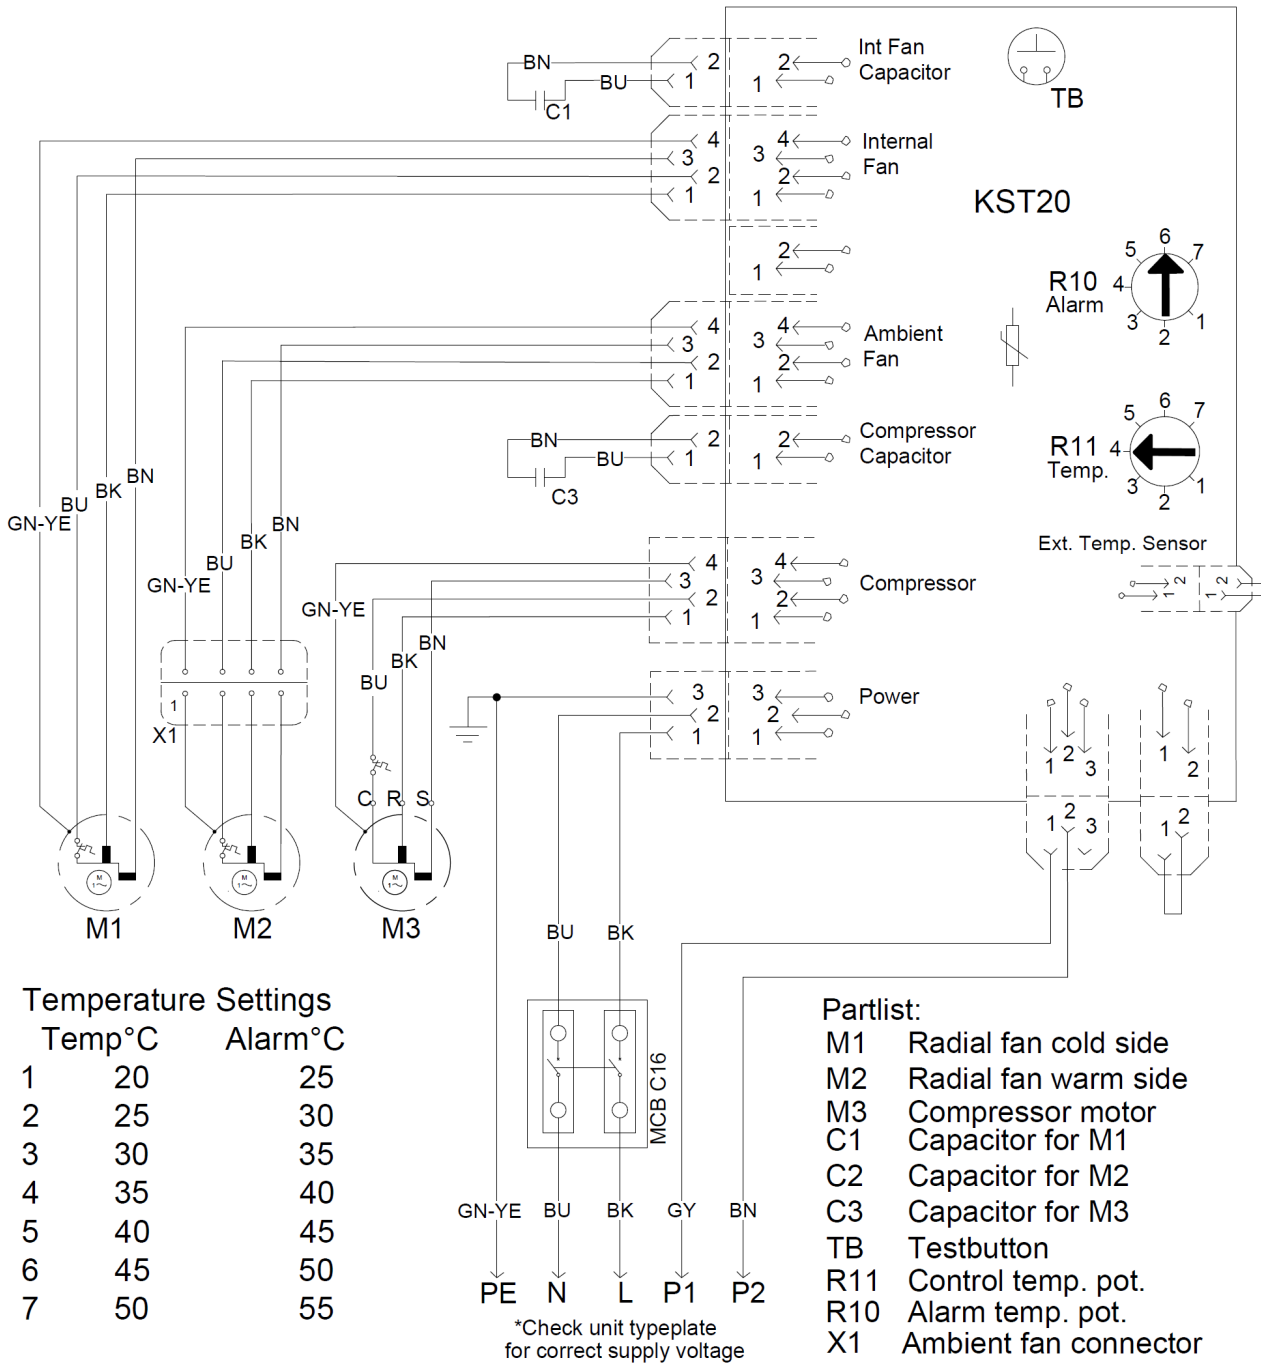 BN
BU
C1
2
1
2
1
Int Fan
Capacitor
TB
4
3
2
1
4
3
2
1
Internal
Fan
KST20
2
1
R10
Alarm
1
2
3
4
5
6
7
4
3
2
1
4
3
2
1
Ambient
Fan
BN
BU
C3
2
1
2
1
Compressor
Capacitor
R11
Temp.
1
2
3
4
5
6
7
GN-YE
BU
BK
BN
GN-YE
BU
BK
BN
GN-YE
BU
BK
BN
4
3
2
1
4
3
2
1
Compressor
Ext. Temp. Sensor
1
2
1
2
1
X1
3
2
1
3
2
1
Power
1
2
3
1
2
1
2
3
1
2
C
R
S
M
1~
M
1~
M
1~
M1
M2
M3
BU
BK
MCB C16
GN-YE
BU
BK
GY
BN
PE
N
L
P1
P2
*Check unit typeplate
for correct supply voltage
Temperature Settings
Temp°C Alarm°C
1 20 25
2 25 30
3 30 35
4 35 40
5 40 45
6 45 50
7 50 55
Partlist:
M1 Radial fan cold side
M2 Radial fan warm side
M3 Compressor motor
C1 Capacitor for M1
C2 Capacitor for M2
C3 Capacitor for M3
TB Testbutton
R11 Control temp. pot.
R10 Alarm temp. pot.
X1 Ambient fan connector